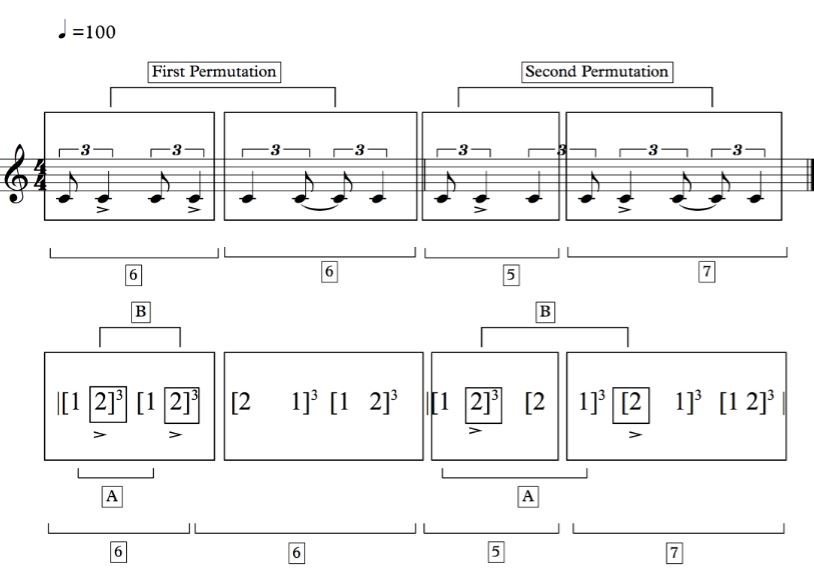 ♩ =100
First Permutation Second Permutation
3 3 3 3 3 3 3 3
4
4
6 6 5 7
B B
|[1 2]³ [1 2]³ [2 1]³ [1 2]³ |[1 2]³ [2 1]³ [2 1]³ [1 2]³ |
> > > >
A A
6 6 5 7